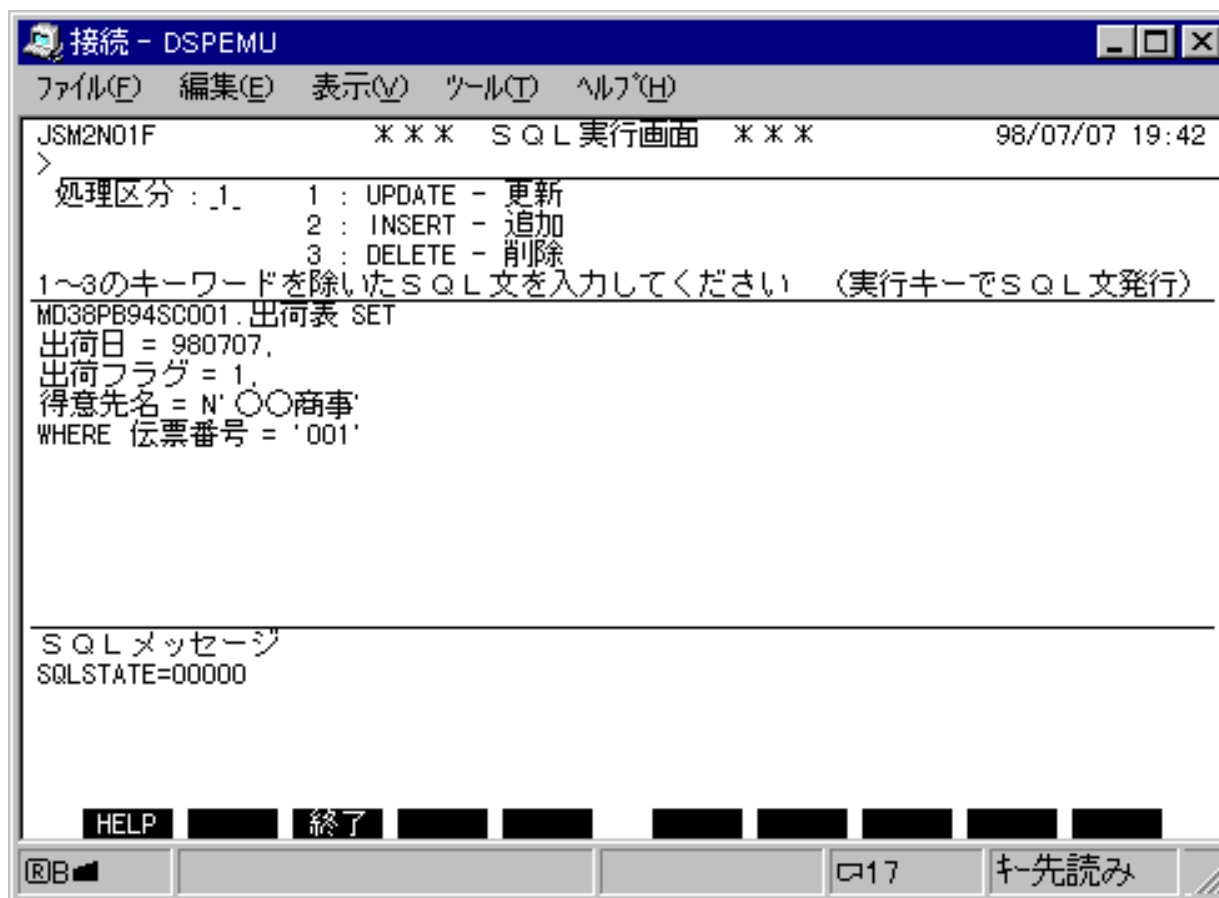 接続 - DSPEMU
ファイル(F) 編集(E) 表示(V) ツール(T) ヘルプ(H)
JSM2N01F ＊＊＊ ＳＱＬ実行画面 ＊＊＊ 98/07/07 19:42
>
処理区分 : 1 1 : UPDATE - 更新
2 : INSERT - 追加
3 : DELETE - 削除
1～3のキーワードを除いたＳＱＬ文を入力してください （実行キーでＳＱＬ文発行）
MD38PB94SC001.出荷表 SET
出荷日 = 980707,
出荷フラグ = 1,
得意先名 = N'〇〇商事'
WHERE 伝票番号 = '001'
ＳＱＬメッセージ
SQLSTATE=00000
HELP 終了
®B 17 キー先読み